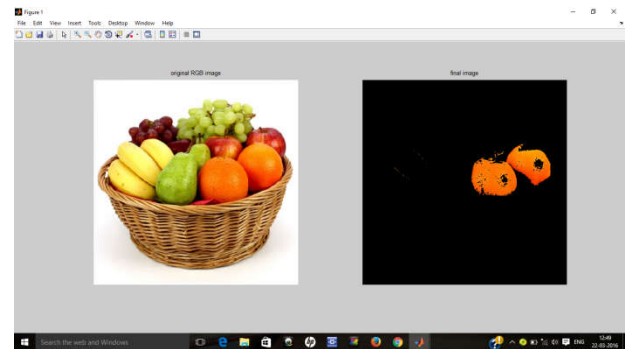 Figure 1
File Edit View Insert Tools Desktop Window Help
original RGB image
final image
Search the web and Windows
ENG
12:49
22-03-2016